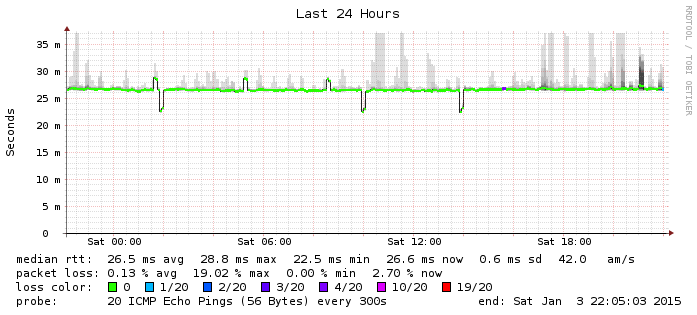 Last 24 Hours
RRDTOOL / TOBI OETIKER
Seconds
35 m
30 m
25 m
20 m
15 m
10 m
5 m
0
Sat 00:00 Sat 06:00 Sat 12:00 Sat 18:00
median rtt: 26.5 ms avg 28.8 ms max 22.5 ms min 26.6 ms now 0.6 ms sd 42.0 am/s
packet loss: 0.13 % avg 19.02 % max 0.00 % min 2.70 % now
loss color: 0 1/20 2/20 3/20 4/20 10/20 19/20
probe: 20 ICMP Echo Pings (56 Bytes) every 300s end: Sat Jan 3 22:05:03 2015